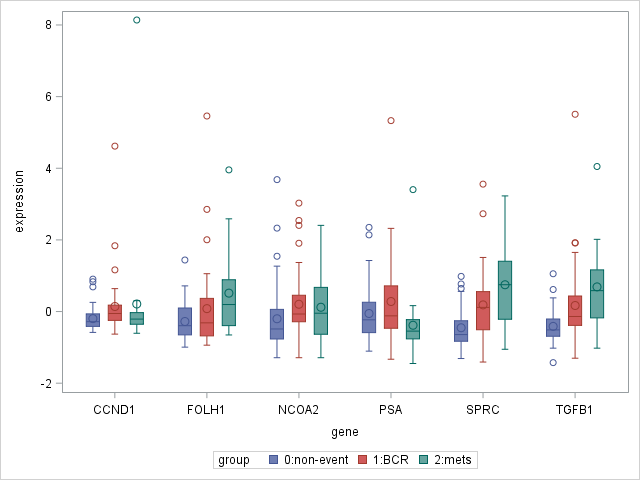 8
6
4
2
0
-2
expression
CCND1 FOLH1 NCOA2 PSA SPRC TGFB1
gene
group 0:non-event 1:BCR 2:mets